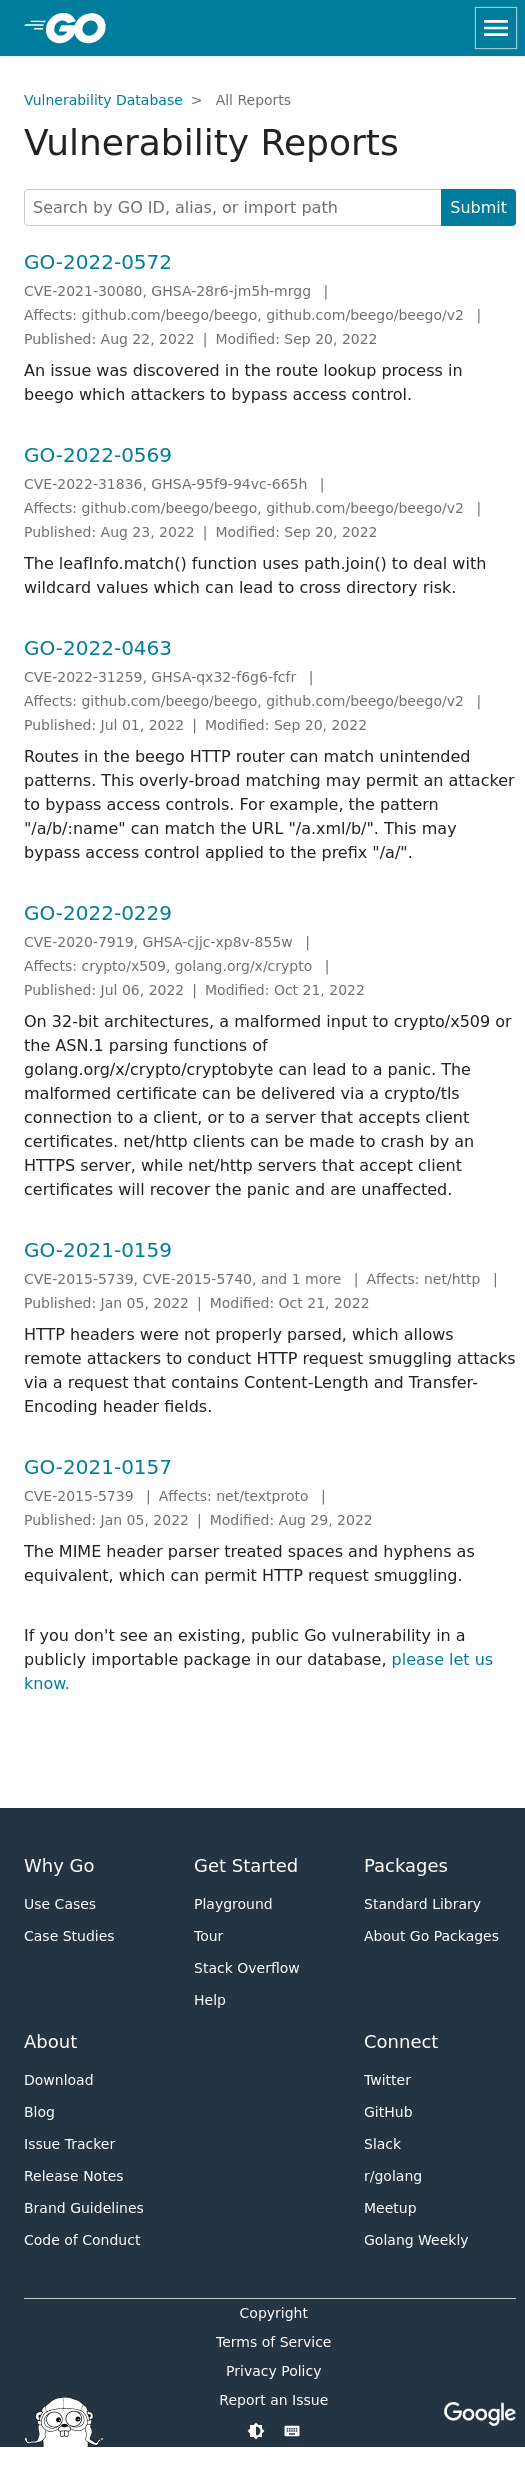 GO
Vulnerability Database > All Reports
Vulnerability Reports
Search by GO ID, alias, or import path Submit
GO-2022-0572
CVE-2021-30080, GHSA-28r6-jm5h-mrgg |
Affects: github.com/beego/beego, github.com/beego/beego/v2 |
Published: Aug 22, 2022 | Modified: Sep 20, 2022
An issue was discovered in the route lookup process in
beego which attackers to bypass access control.
GO-2022-0569
CVE-2022-31836, GHSA-95f9-94vc-665h |
Affects: github.com/beego/beego, github.com/beego/beego/v2 |
Published: Aug 23, 2022 | Modified: Sep 20, 2022
The leafInfo.match() function uses path.join() to deal with
wildcard values which can lead to cross directory risk.
GO-2022-0463
CVE-2022-31259, GHSA-qx32-f6g6-fcfr |
Affects: github.com/beego/beego, github.com/beego/beego/v2 |
Published: Jul 01, 2022 | Modified: Sep 20, 2022
Routes in the beego HTTP router can match unintended
patterns. This overly-broad matching may permit an attacker
to bypass access controls. For example, the pattern
"/a/b/:name" can match the URL "/a.xml/b/". This may
bypass access control applied to the prefix "/a/".
GO-2022-0229
CVE-2020-7919, GHSA-cjjc-xp8v-855w |
Affects: crypto/x509, golang.org/x/crypto |
Published: Jul 06, 2022 | Modified: Oct 21, 2022
On 32-bit architectures, a malformed input to crypto/x509 or
the ASN.1 parsing functions of
golang.org/x/crypto/cryptobyte can lead to a panic. The
malformed certificate can be delivered via a crypto/tls
connection to a client, or to a server that accepts client
certificates. net/http clients can be made to crash by an
HTTPS server, while net/http servers that accept client
certificates will recover the panic and are unaffected.
GO-2021-0159
CVE-2015-5739, CVE-2015-5740, and 1 more | Affects: net/http |
Published: Jan 05, 2022 | Modified: Oct 21, 2022
HTTP headers were not properly parsed, which allows
remote attackers to conduct HTTP request smuggling attacks
via a request that contains Content-Length and Transfer-
Encoding header fields.
GO-2021-0157
CVE-2015-5739 | Affects: net/textproto |
Published: Jan 05, 2022 | Modified: Aug 29, 2022
The MIME header parser treated spaces and hyphens as
equivalent, which can permit HTTP request smuggling.
If you don't see an existing, public Go vulnerability in a
publicly importable package in our database, please let us
know.
Why Go
Use Cases
Case Studies
Get Started
Playground
Tour
Stack Overflow
Help
Packages
Standard Library
About Go Packages
About
Download
Blog
Issue Tracker
Release Notes
Brand Guidelines
Code of Conduct
Connect
Twitter
GitHub
Slack
r/golang
Meetup
Golang Weekly
Copyright
Terms of Service
Privacy Policy
Report an Issue
Google